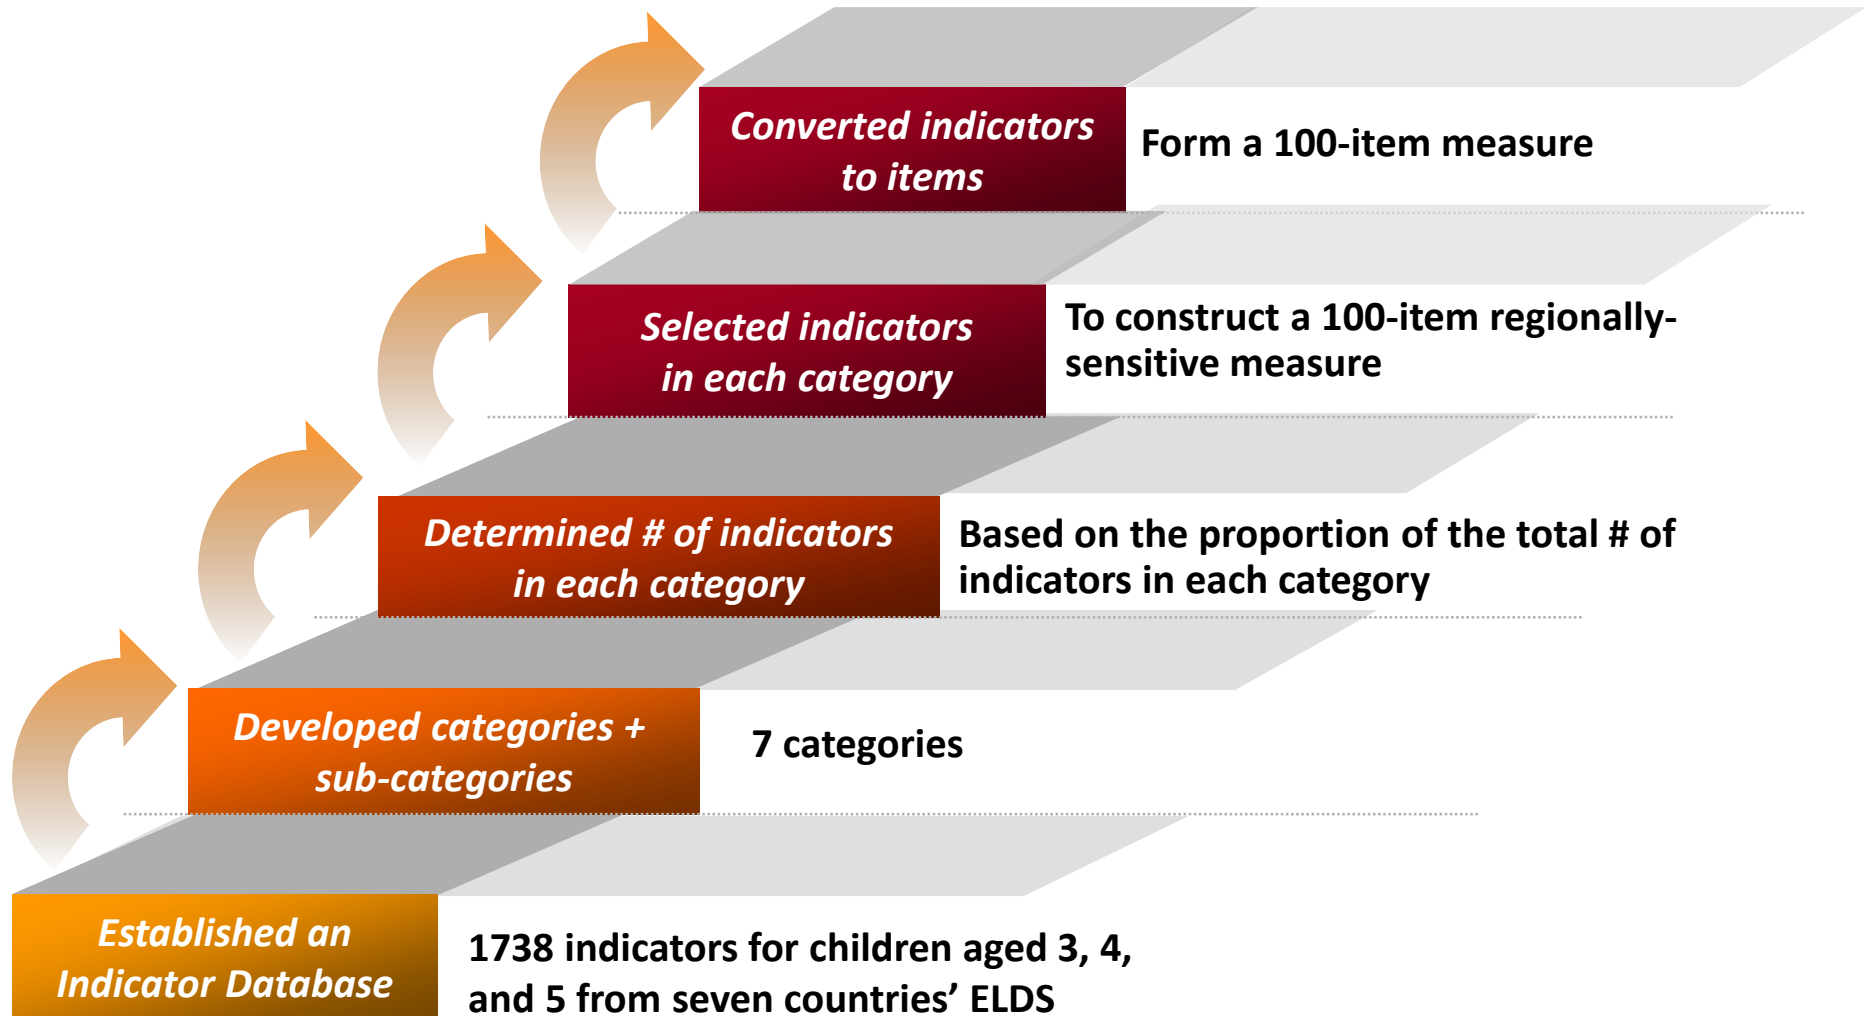 Converted indicators
to items
Form a 100-item measure
Selected indicators
in each category
To construct a 100-item regionally-
sensitive measure
Determined # of indicators
in each category
Based on the proportion of the total # of
indicators in each category
Developed categories +
sub-categories
7 categories
Established an
Indicator Database
1738 indicators for children aged 3, 4,
and 5 from seven countries’ ELDS